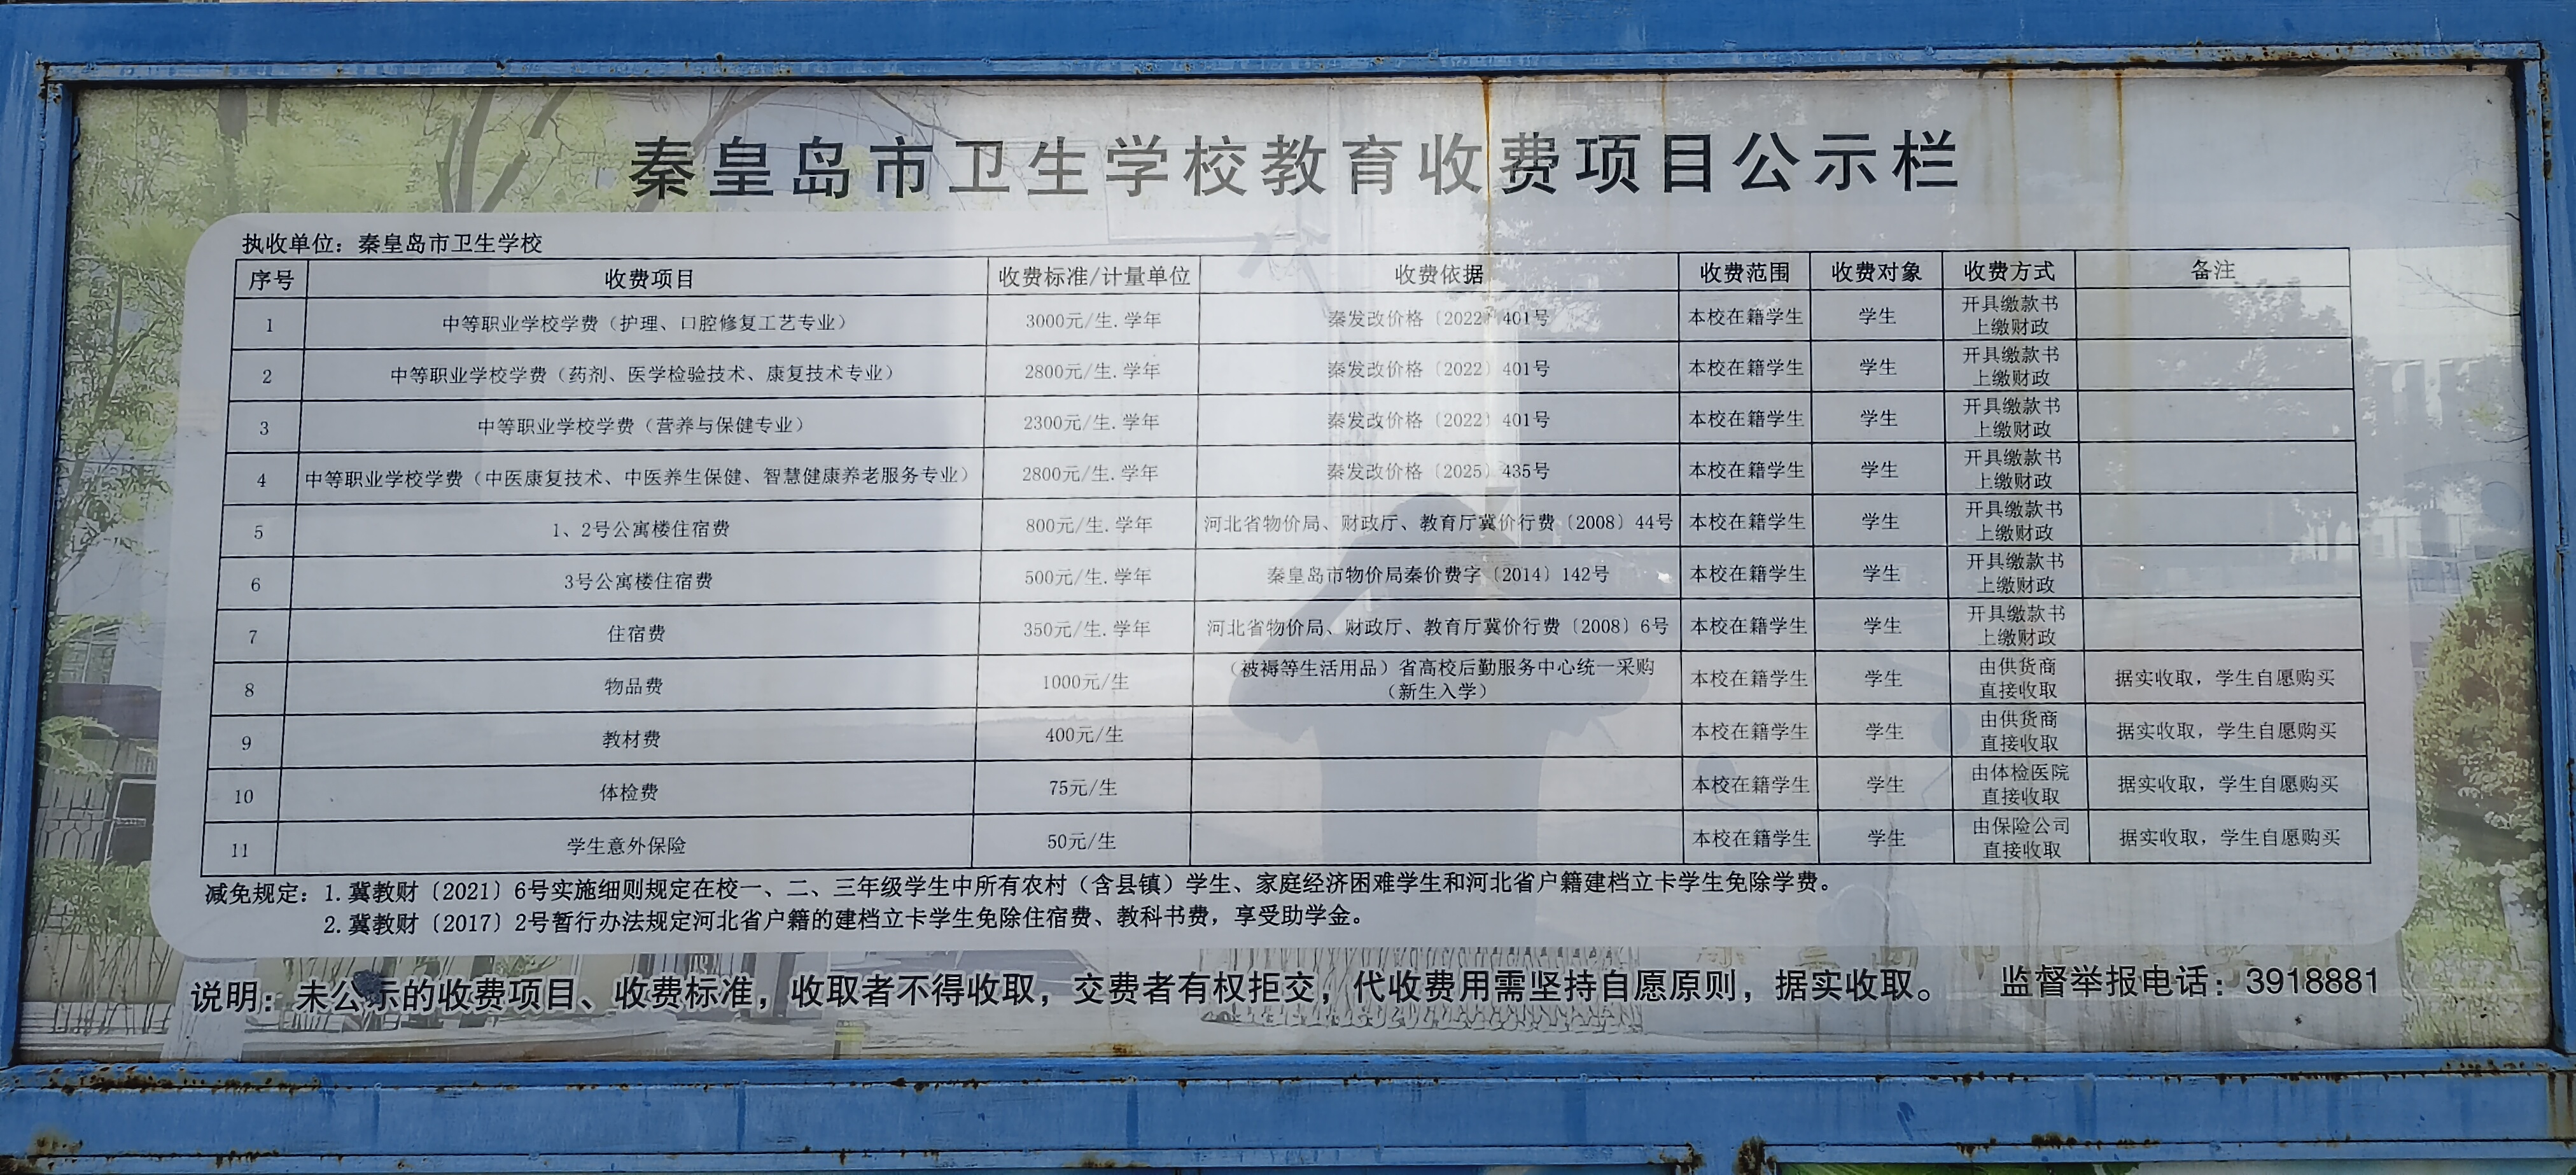 秦皇岛市卫生学校教育收费项目公示栏
执收单位：秦皇岛市卫生学校
序号 收费项目 收费标准/计量单位 收费依据 收费范围 收费对象 收费方式 备注
1 中等职业学校学费（护理、口腔修复工艺专业） 3000元/生.学年 秦发改价格〔2022〕401号 本校在籍学生 学生 开具缴款书上缴财政
2 中等职业学校学费（药剂、医学检验技术、康复技术专业） 2800元/生.学年 秦发改价格〔2022〕401号 本校在籍学生 学生 开具缴款书上缴财政
3 中等职业学校学费（营养与保健专业） 2300元/生.学年 秦发改价格〔2022〕401号 本校在籍学生 学生 开具缴款书上缴财政
4 中等职业学校学费（中医康复技术、中医养生保健、智慧健康养老服务专业） 2800元/生.学年 秦发改价格〔2025〕435号 本校在籍学生 学生 开具缴款书上缴财政
5 1、2号公寓楼住宿费 800元/生.学年 河北省物价局、财政厅、教育厅冀价行费〔2008〕44号 本校在籍学生 学生 开具缴款书上缴财政
6 3号公寓楼住宿费 500元/生.学年 秦皇岛市物价局秦价费字〔2014〕142号 本校在籍学生 学生 开具缴款书上缴财政
7 住宿费 350元/生.学年 河北省物价局、财政厅、教育厅冀价行费〔2008〕6号 本校在籍学生 学生 开具缴款书上缴财政
8 物品费 1000元/生 （被褥等生活用品）省高校后勤服务中心统一采购（新生入学） 本校在籍学生 学生 由供货商直接收取 据实收取，学生自愿购买
9 教材费 400元/生 本校在籍学生 学生 由供货商直接收取 据实收取，学生自愿购买
10 体检费 75元/生 本校在籍学生 学生 由体检医院直接收取 据实收取，学生自愿购买
11 学生意外保险 50元/生 本校在籍学生 学生 由保险公司直接收取 据实收取，学生自愿购买
减免规定：1.冀教财〔2021〕6号实施细则规定在校一、二、三年级学生中所有农村（含县镇）学生、家庭经济困难学生和河北省户籍建档立卡学生免除学费。
2.冀教财〔2017〕2号暂行办法规定河北省户籍的建档立卡学生免除住宿费、教科书费，享受助学金。
说明：未公示的收费项目、收费标准，收取者不得收取，交费者有权拒交，代收费用需坚持自愿原则，据实收取。 监督举报电话：3918881